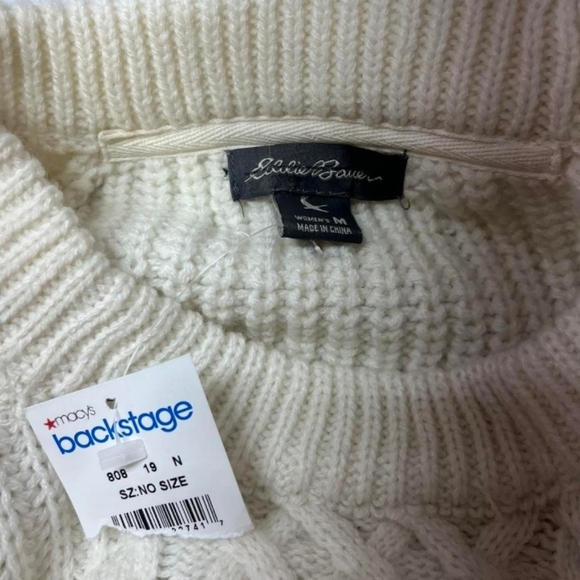 Eddie Bauer
WOMEN'S M
MADE IN CHINA
macy's
backstage
808 19 N
SZ:NO SIZE